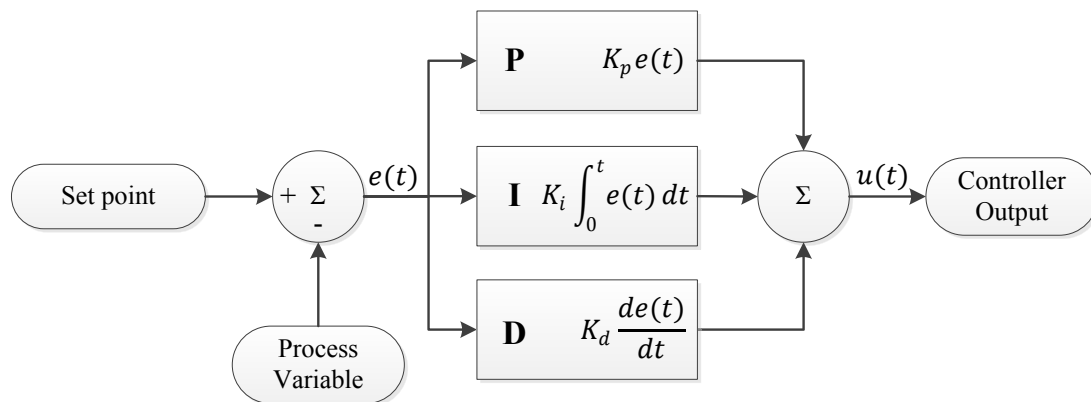 P K_p e(t)
Set point
+ Σ
-
e(t)
I K_i ∫_0^t e(t) dt
Σ
u(t)
Controller
Output
D K_d de(t)/dt
Process
Variable